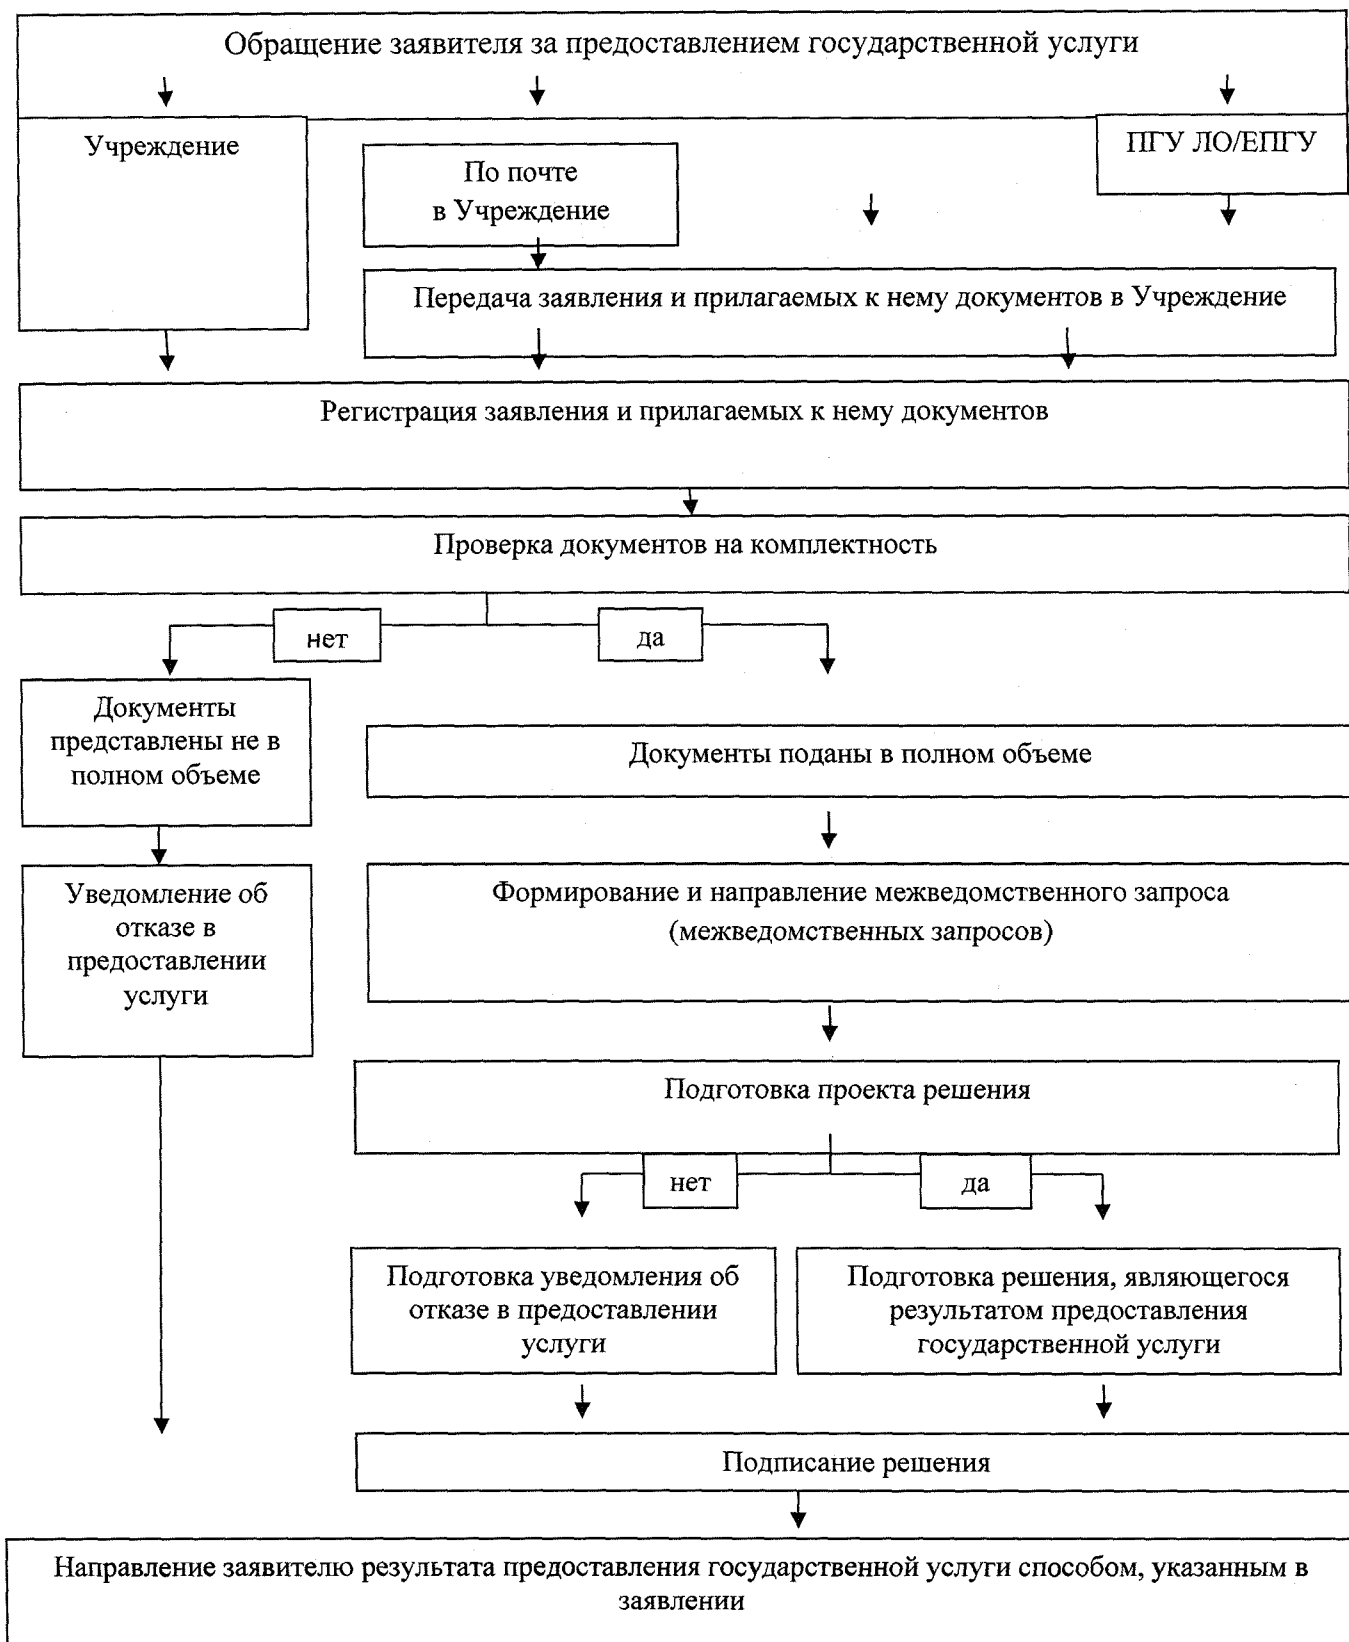 Обращение заявителя за предоставлением государственной услуги
Учреждение
ПГУ ЛО/ЕПГУ
По почте
в Учреждение
Передача заявления и прилагаемых к нему документов в Учреждение
Регистрация заявления и прилагаемых к нему документов
Проверка документов на комплектность
нет
да
Документы
представлены не в
полном объеме
Документы поданы в полном объеме
Уведомление об
отказе в
предоставлении
услуги
Формирование и направление межведомственного запроса
(межведомственных запросов)
Подготовка проекта решения
нет
да
Подготовка уведомления об
отказе в предоставлении
услуги
Подготовка решения, являющегося
результатом предоставления
государственной услуги
Подписание решения
Направление заявителю результата предоставления государственной услуги способом, указанным в
заявлении